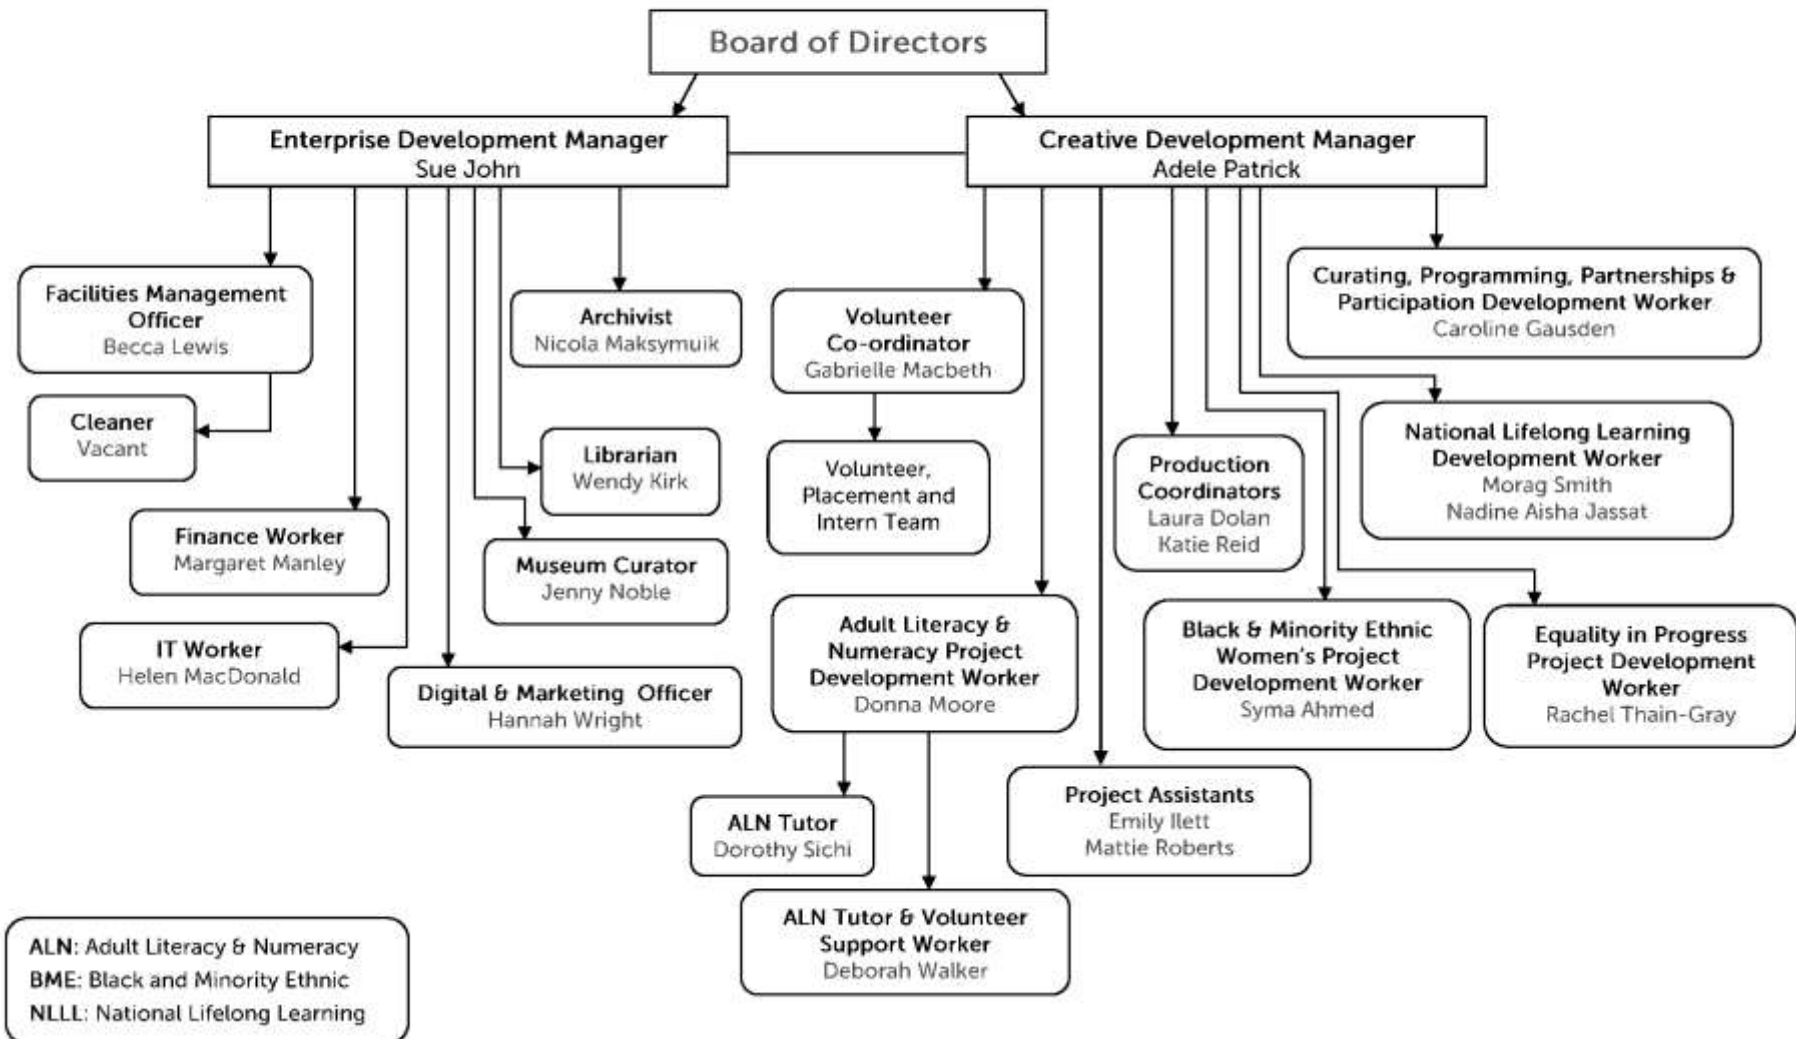 Board of Directors
Enterprise Development Manager
Sue John
Creative Development Manager
Adele Patrick
Facilities Management
Officer
Becca Lewis
Cleaner
Vacant
Finance Worker
Margaret Manley
IT Worker
Helen MacDonald
Archivist
Nicola Maksymuik
Librarian
Wendy Kirk
Museum Curator
Jenny Noble
Digital & Marketing Officer
Hannah Wright
Volunteer
Co-ordinator
Gabrielle Macbeth
Volunteer,
Placement and
Intern Team
Adult Literacy &
Numeracy Project
Development Worker
Donna Moore
ALN Tutor
Dorothy Sichi
ALN Tutor & Volunteer
Support Worker
Deborah Walker
Project Assistants
Emily Ilett
Mattie Roberts
Production
Coordinators
Laura Dolan
Katie Reid
Black & Minority Ethnic
Women's Project
Development Worker
Syma Ahmed
Equality in Progress
Project Development
Worker
Rachel Thain-Gray
National Lifelong Learning
Development Worker
Morag Smith
Nadine Aisha Jassat
Curating, Programming, Partnerships &
Participation Development Worker
Caroline Gausden
ALN: Adult Literacy & Numeracy
BME: Black and Minority Ethnic
NLLL: National Lifelong Learning